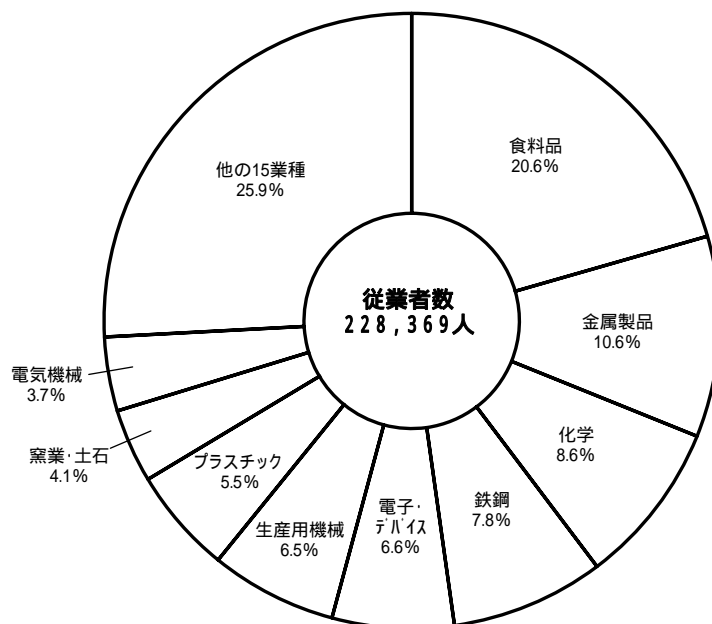 食料品
20.6%
金属製品
10.6%
化学
8.6%
鉄鋼
7.8%
電子・
ﾃﾞﾊﾞｲｽ
6.6%
生産用機械
6.5%
プラスチック
5.5%
窯業・土石
4.1%
電気機械
3.7%
他の15業種
25.9%
従業者数
228,369人